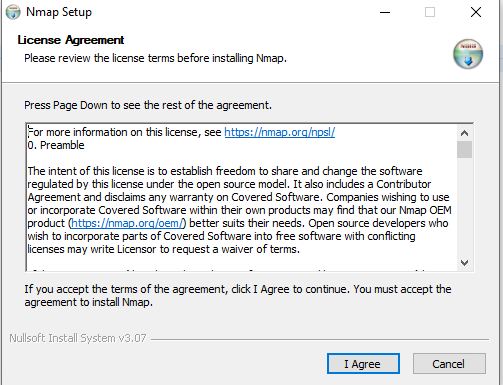 Nmap Setup
License Agreement
Please review the license terms before installing Nmap.
Press Page Down to see the rest of the agreement.
For more information on this license, see https://nmap.org/npsl/
0. Preamble
The intent of this license is to establish freedom to share and change the software
regulated by this license under the open source model. It also includes a Contributor
Agreement and disclaims any warranty on Covered Software. Companies wishing to use
or incorporate Covered Software within their own products may find that our Nmap OEM
product (https://nmap.org/oem/) better suits their needs. Open source developers who
wish to incorporate parts of Covered Software into free software with conflicting
licenses may write Licensor to request a waiver of terms.
If you accept the terms of the agreement, click I Agree to continue. You must accept the
agreement to install Nmap.
Nullsoft Install System v3.07
I Agree
Cancel